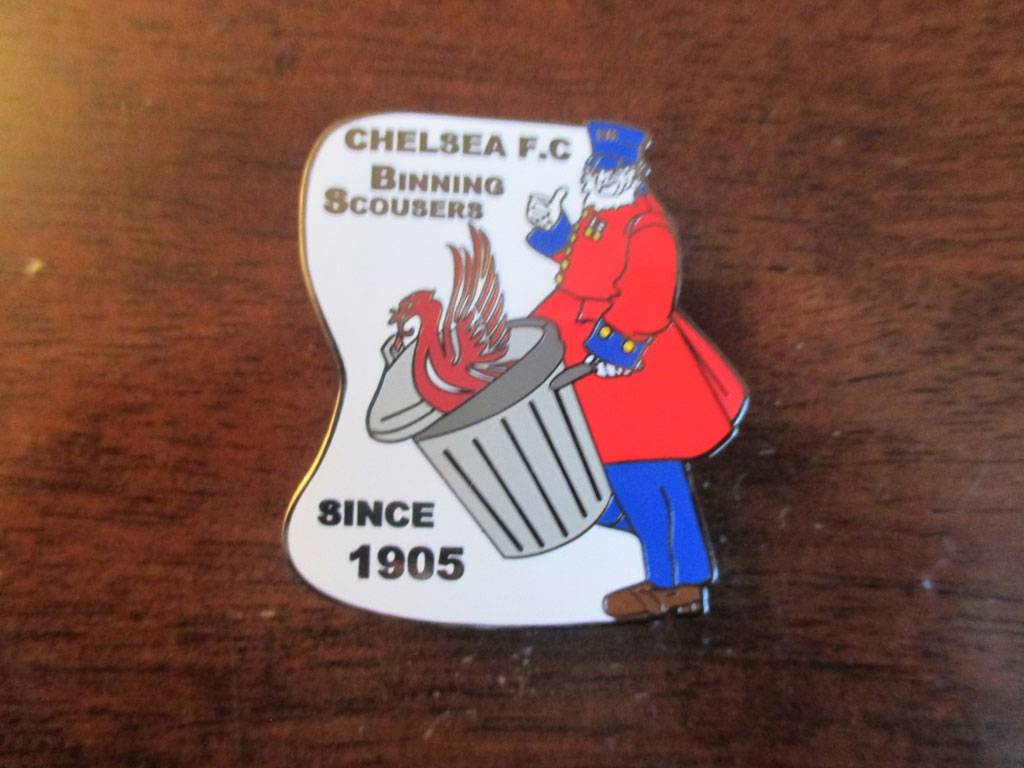 CHELSEA F.C
BINNING
SCOUSERS
SINCE
1905